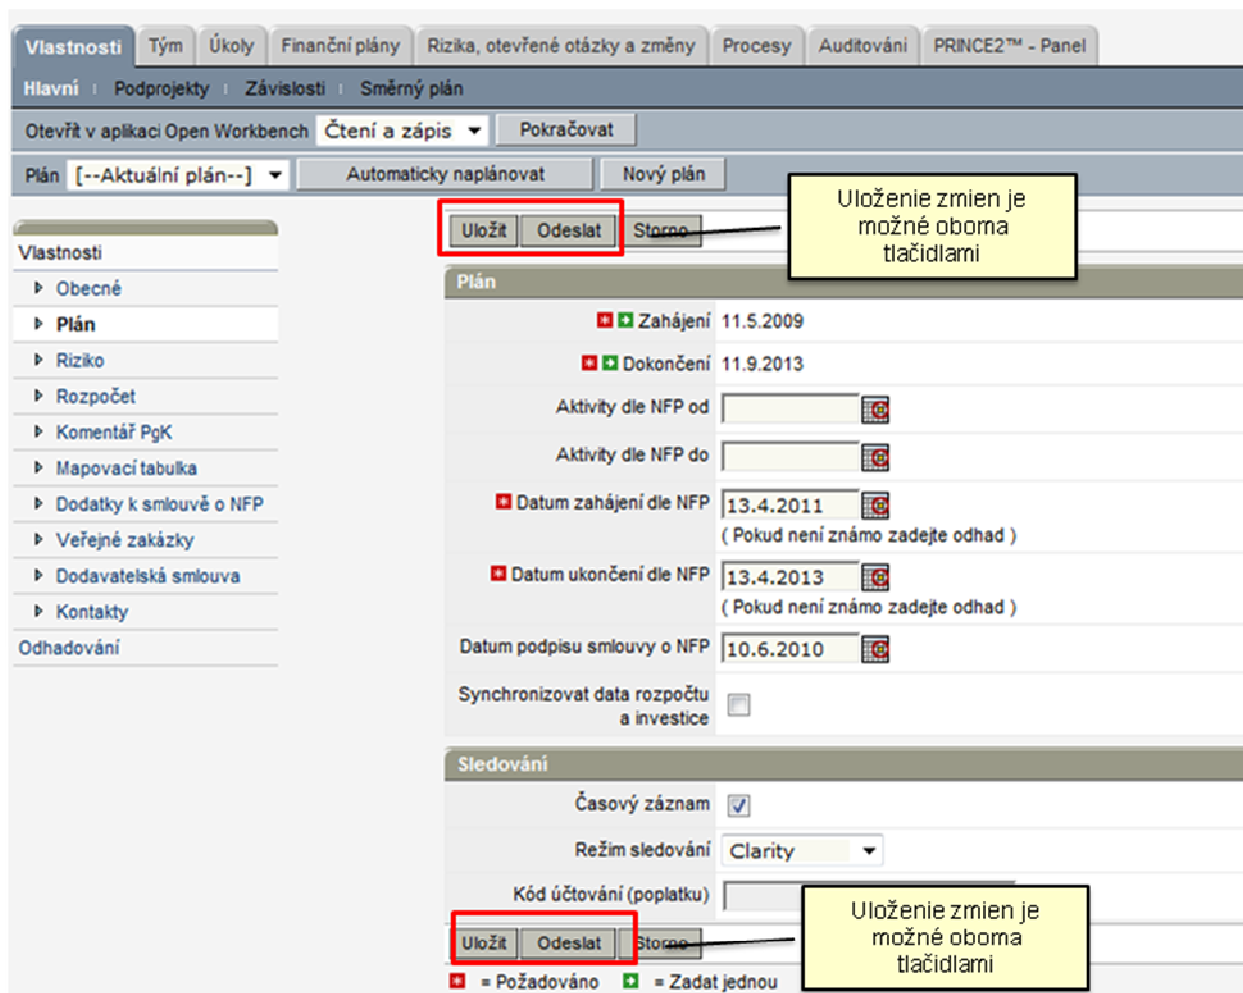 Vlastnosti Tým Úkoly Finanční plány Rizika, otevřené otázky a změny Procesy Auditování PRINCE2™ - Panel
Hlavní Podprojekty Závislosti Směrný plán
Otevřít v aplikaci Open Workbench Čtení a zápis Pokračovat
Plán [--Aktuální plán--] Automaticky naplánovat Nový plán
Vlastnosti
Obecné
Plán
Riziko
Rozpočet
Komentář PgK
Mapovací tabulka
Dodatky k smlouvě o NFP
Veřejné zakázky
Dodavatelská smlouva
Kontakty
Odhadování
Uložit Odeslat Storno
Uloženie zmien je
možné oboma
tlačidlami
Plán
Zahájení 11.5.2009
Dokončení 11.9.2013
Aktivity dle NFP od
Aktivity dle NFP do
Datum zahájení dle NFP 13.4.2011
( Pokud není známo zadejte odhad )
Datum ukončení dle NFP 13.4.2013
( Pokud není známo zadejte odhad )
Datum podpisu smlouvy o NFP 10.6.2010
Synchronizovat data rozpočtu
a investice
Sledování
Časový záznam
Režim sledování Clarity
Kód účtování (poplatku)
Uložit Odeslat Storno
Uloženie zmien je
možné oboma
tlačidlami
= Požadováno = Zadat jednou